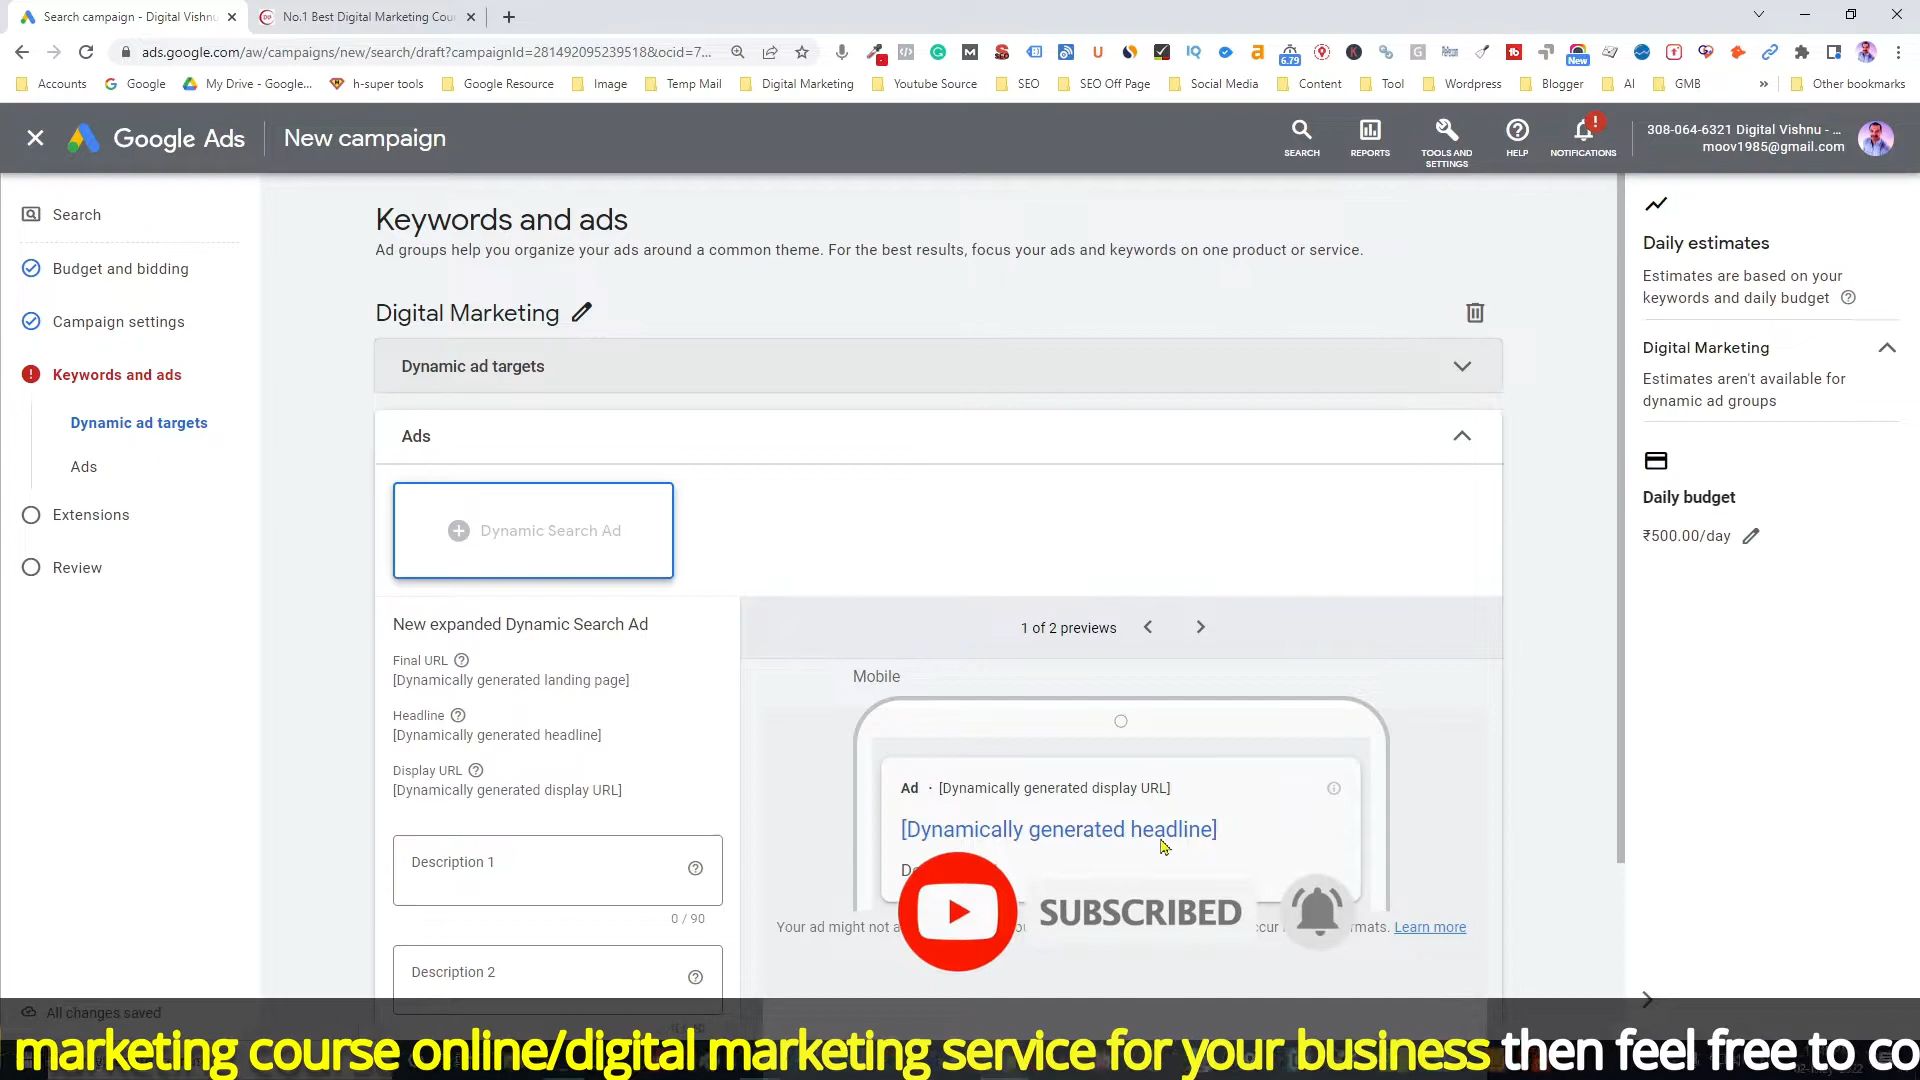 Search campaign - Digital Vishnu
No.1 Best Digital Marketing Cou
ads.google.com/aw/campaigns/new/search/draft?campaignId=281492095239518&ocid=7...
6.79
New
Accounts
Google
My Drive - Google...
h-super tools
Google Resource
Image
Temp Mail
Digital Marketing
Youtube Source
SEO
SEO Off Page
Social Media
Content
Tool
Wordpress
Blogger
AI
GMB
Other bookmarks
Google Ads
New campaign
SEARCH
REPORTS
TOOLS AND SETTINGS
HELP
NOTIFICATIONS
308-064-6321 Digital Vishnu - ...
moov1985@gmail.com
Search
Budget and bidding
Campaign settings
Keywords and ads
Dynamic ad targets
Ads
Extensions
Review
All changes saved
Keywords and ads
Ad groups help you organize your ads around a common theme. For the best results, focus your ads and keywords on one product or service.
Digital Marketing
Dynamic ad targets
Ads
Dynamic Search Ad
New expanded Dynamic Search Ad
Final URL
[Dynamically generated landing page]
Headline
[Dynamically generated headline]
Display URL
[Dynamically generated display URL]
Description 1
0 / 90
Description 2
1 of 2 previews
Mobile
Ad · [Dynamically generated display URL]
[Dynamically generated headline]
Your ad might not
Learn more
SUBSCRIBED
Daily estimates
Estimates are based on your
keywords and daily budget
Digital Marketing
Estimates aren't available for
dynamic ad groups
Daily budget
₹500.00/day
marketing course online/digital marketing service for your business then feel free to co